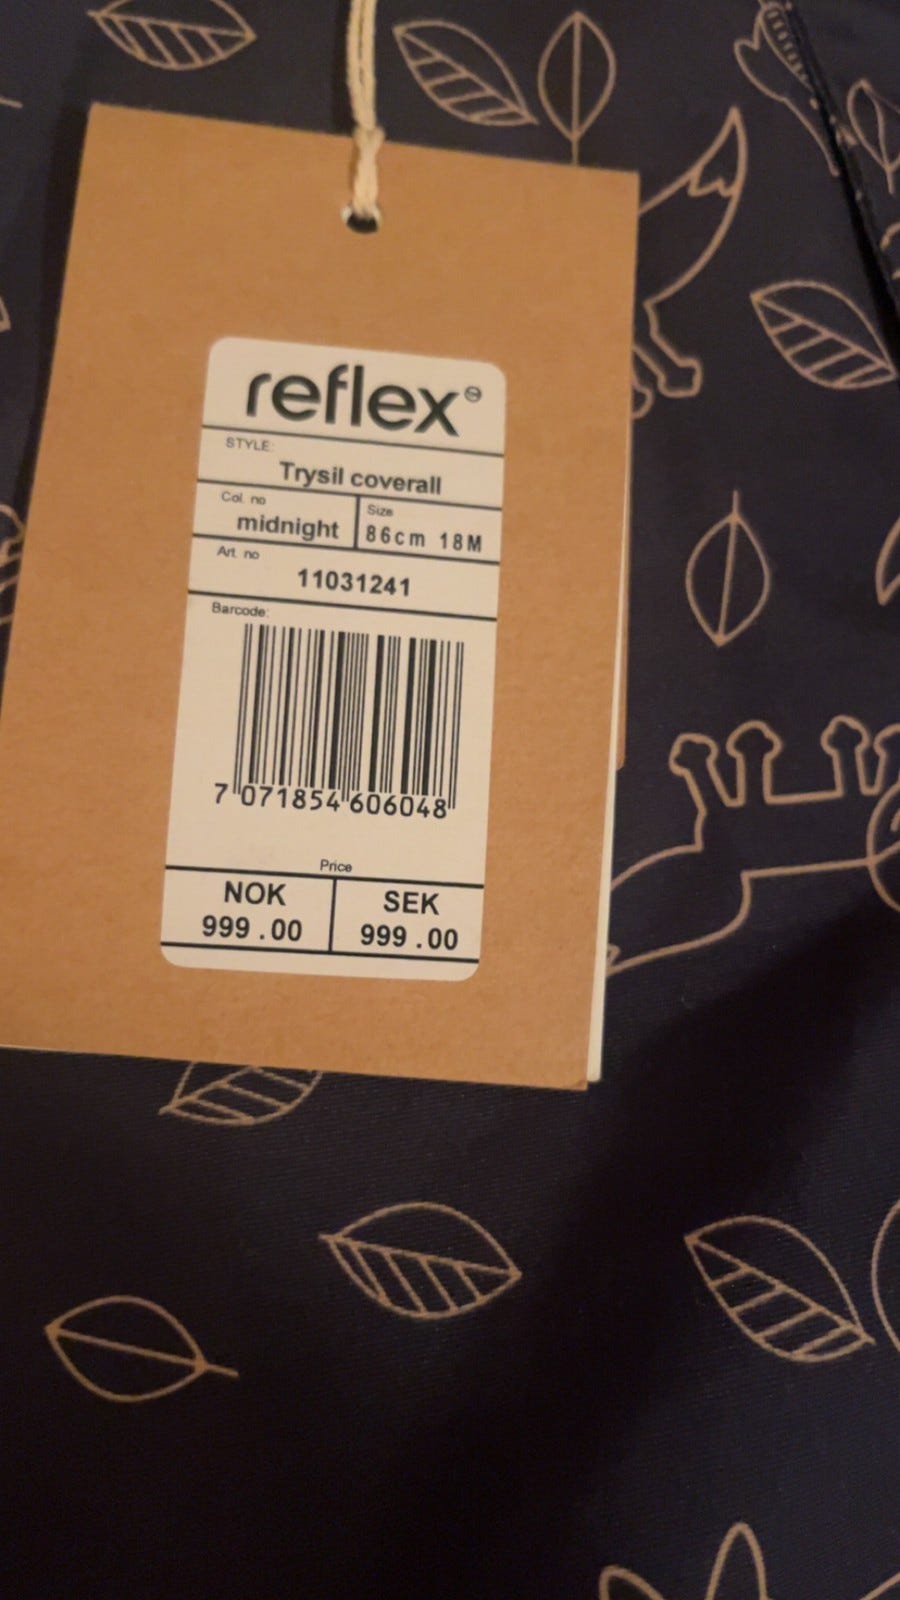 reflex
STYLE:
Trysil coverall
Col. no
midnight
Size
86cm 18M
Art. no
11031241
Barcode:
7 071854 606048
Price
NOK
999.00
SEK
999.00